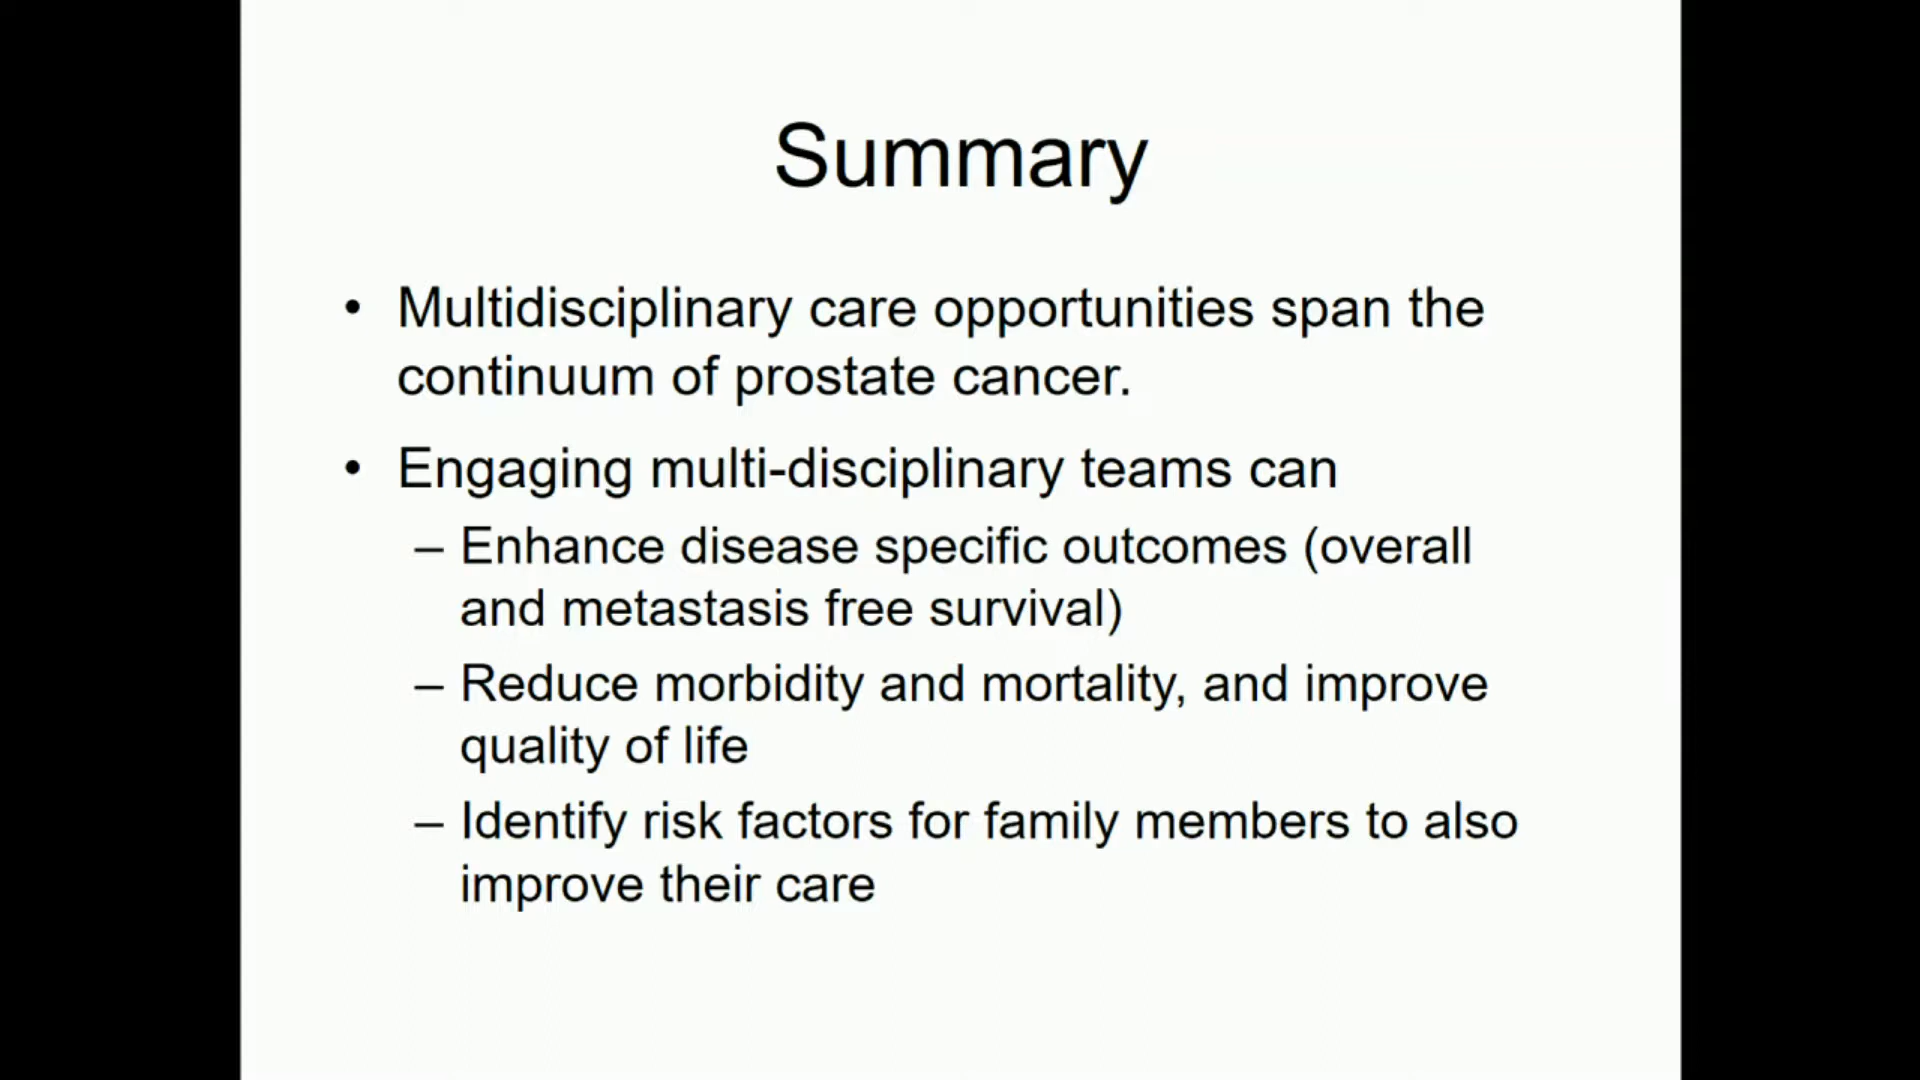 Summary
• Multidisciplinary care opportunities span the
continuum of prostate cancer.
• Engaging multi-disciplinary teams can
– Enhance disease specific outcomes (overall
and metastasis free survival)
– Reduce morbidity and mortality, and improve
quality of life
– Identify risk factors for family members to also
improve their care